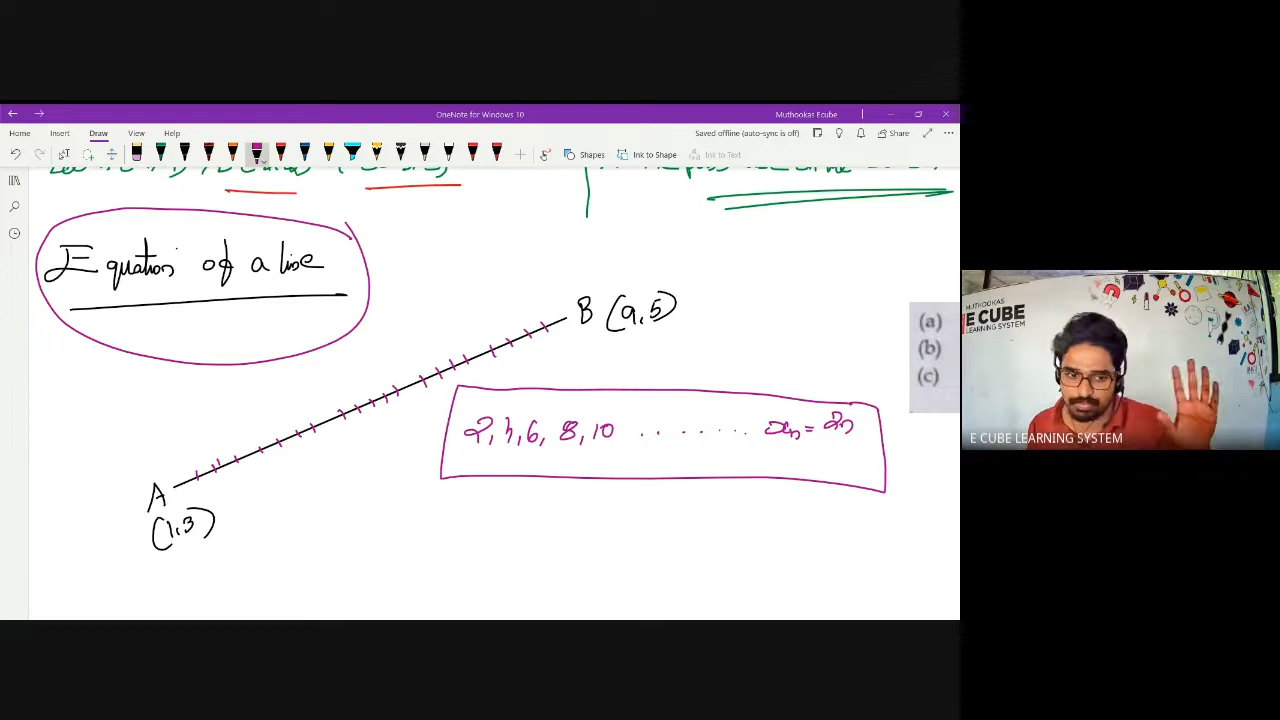 OneNote for Windows 10
Muthookas Ecube
Home Insert Draw View Help
Saved offline (auto-sync is off)
Share
Shapes
Ink to Shape
Ink to Text
Equation of a line
B (9,5)
2, 4, 6, 8, 10 ........ xn = 2n
A
(1,3)
(a)
(b)
(c)
MUTHOOKAS
E CUBE
LEARNING SYSTEM
E CUBE LEARNING SYSTEM